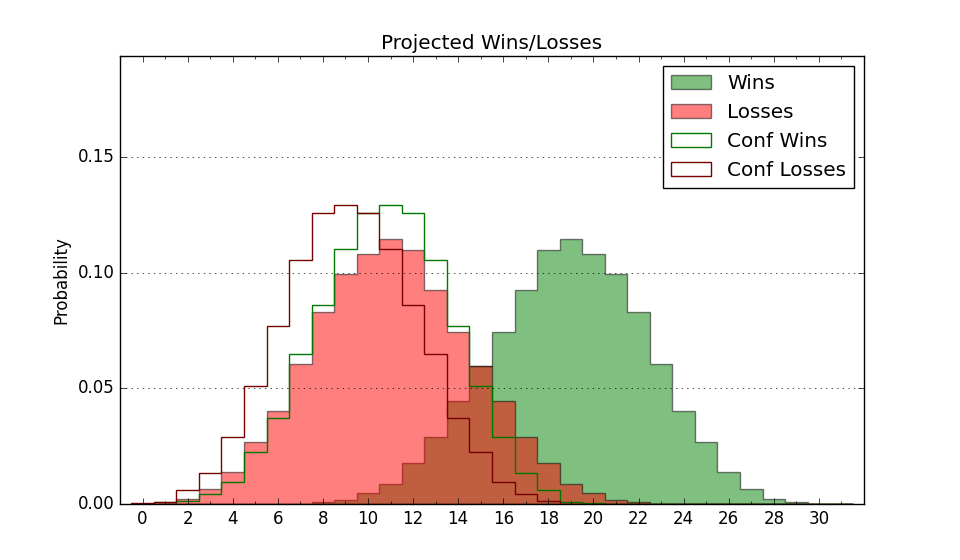 Projected Wins/Losses
Wins
Losses
Conf Wins
Conf Losses
Probability
0.15
0.10
0.05
0.00
0 2 4 6 8 10 12 14 16 18 20 22 24 26 28 30